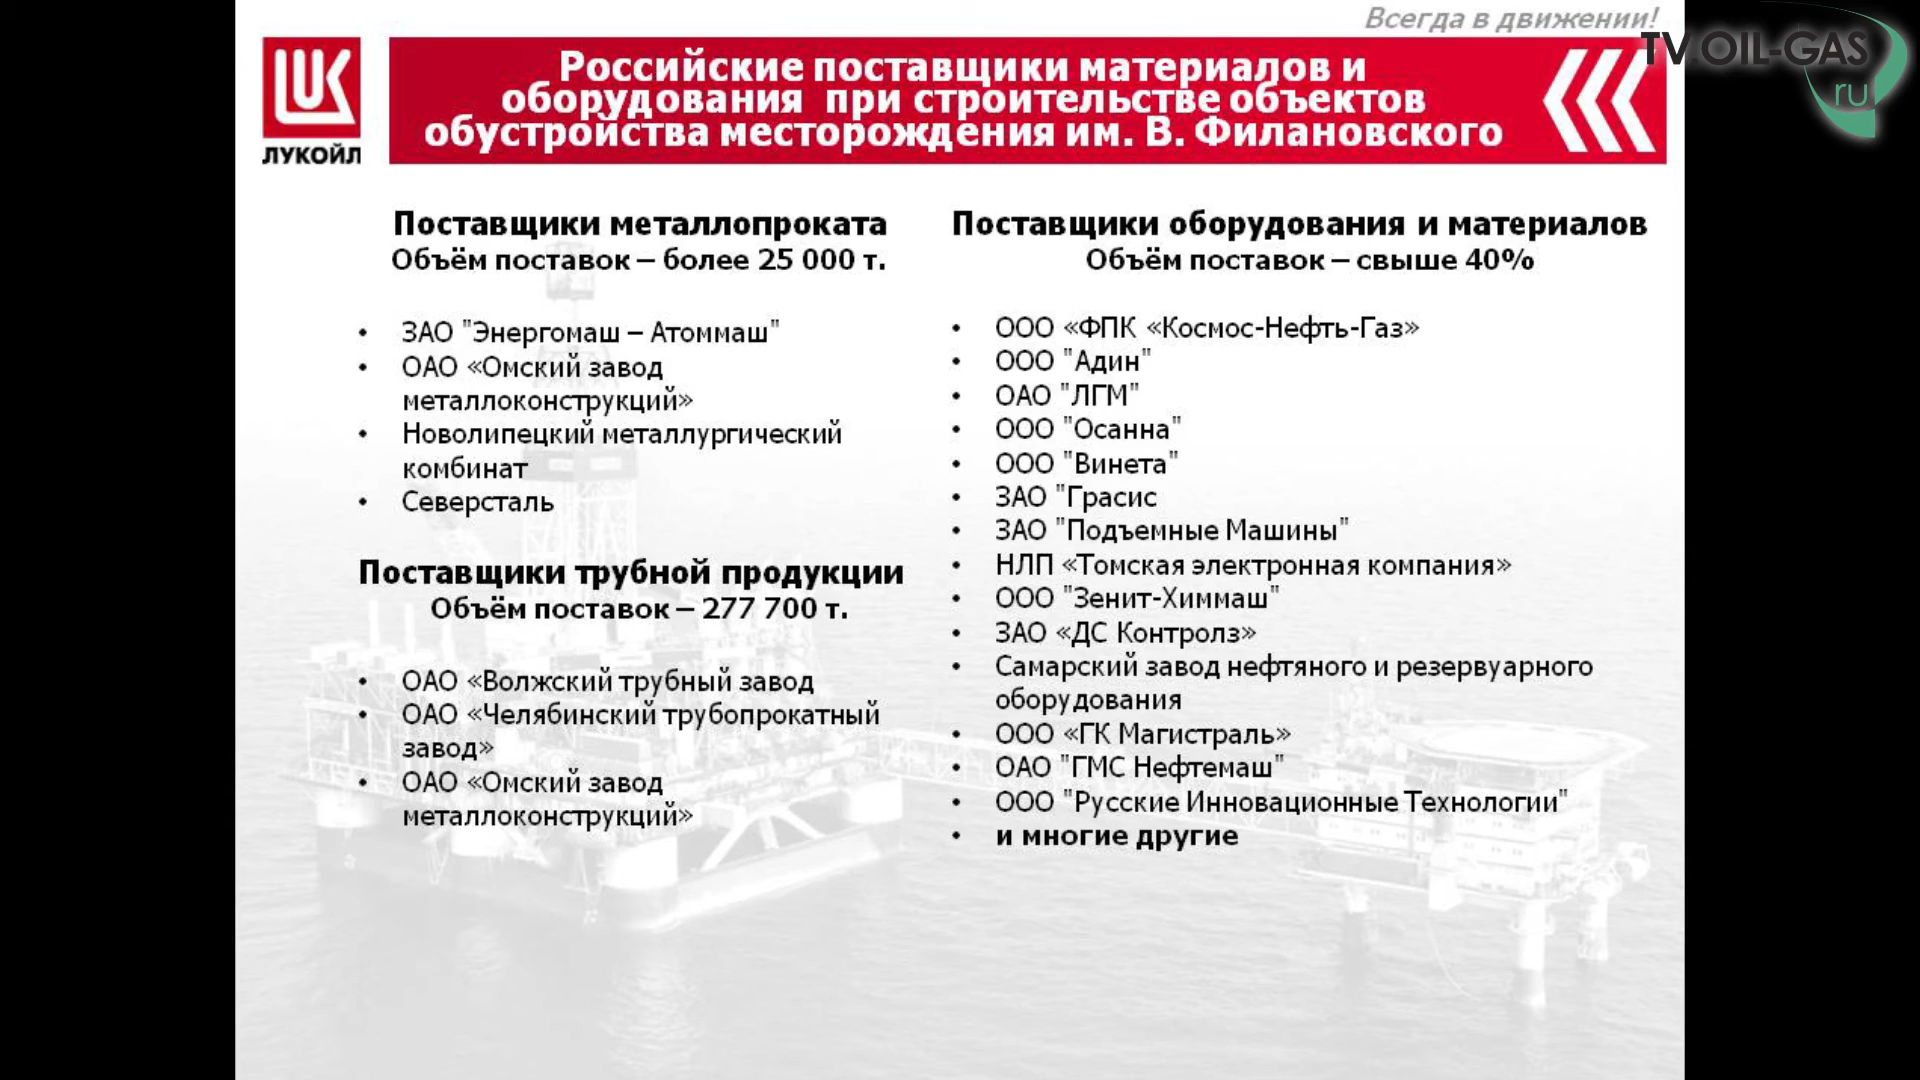 Всегда в движении!
TV.OIL-GAS
ru
ЛУКОЙЛ
Российские поставщики материалов и
оборудования при строительстве объектов
обустройства месторождения им. В. Филановского
Поставщики металлопроката
Объём поставок – более 25 000 т.
• ЗАО "Энергомаш – Атоммаш"
• ОАО «Омский завод
металлоконструкций»
• Новолипецкий металлургический
комбинат
• Северсталь
Поставщики трубной продукции
Объём поставок – 277 700 т.
• ОАО «Волжский трубный завод
• ОАО «Челябинский трубопрокатный
завод»
• ОАО «Омский завод
металлоконструкций»
Поставщики оборудования и материалов
Объём поставок – свыше 40%
• ООО «ФПК «Космос-Нефть-Газ»
• ООО "Адин"
• ОАО "ЛГМ"
• ООО "Осанна"
• ООО "Винета"
• ЗАО "Грасис
• ЗАО "Подъемные Машины"
• НЛП «Томская электронная компания»
• ООО "Зенит-Химмаш"
• ЗАО «ДС Контролз»
• Самарский завод нефтяного и резервуарного
оборудования
• ООО «ГК Магистраль»
• ОАО "ГМС Нефтемаш"
• ООО "Русские Инновационные Технологии"
• и многие другие